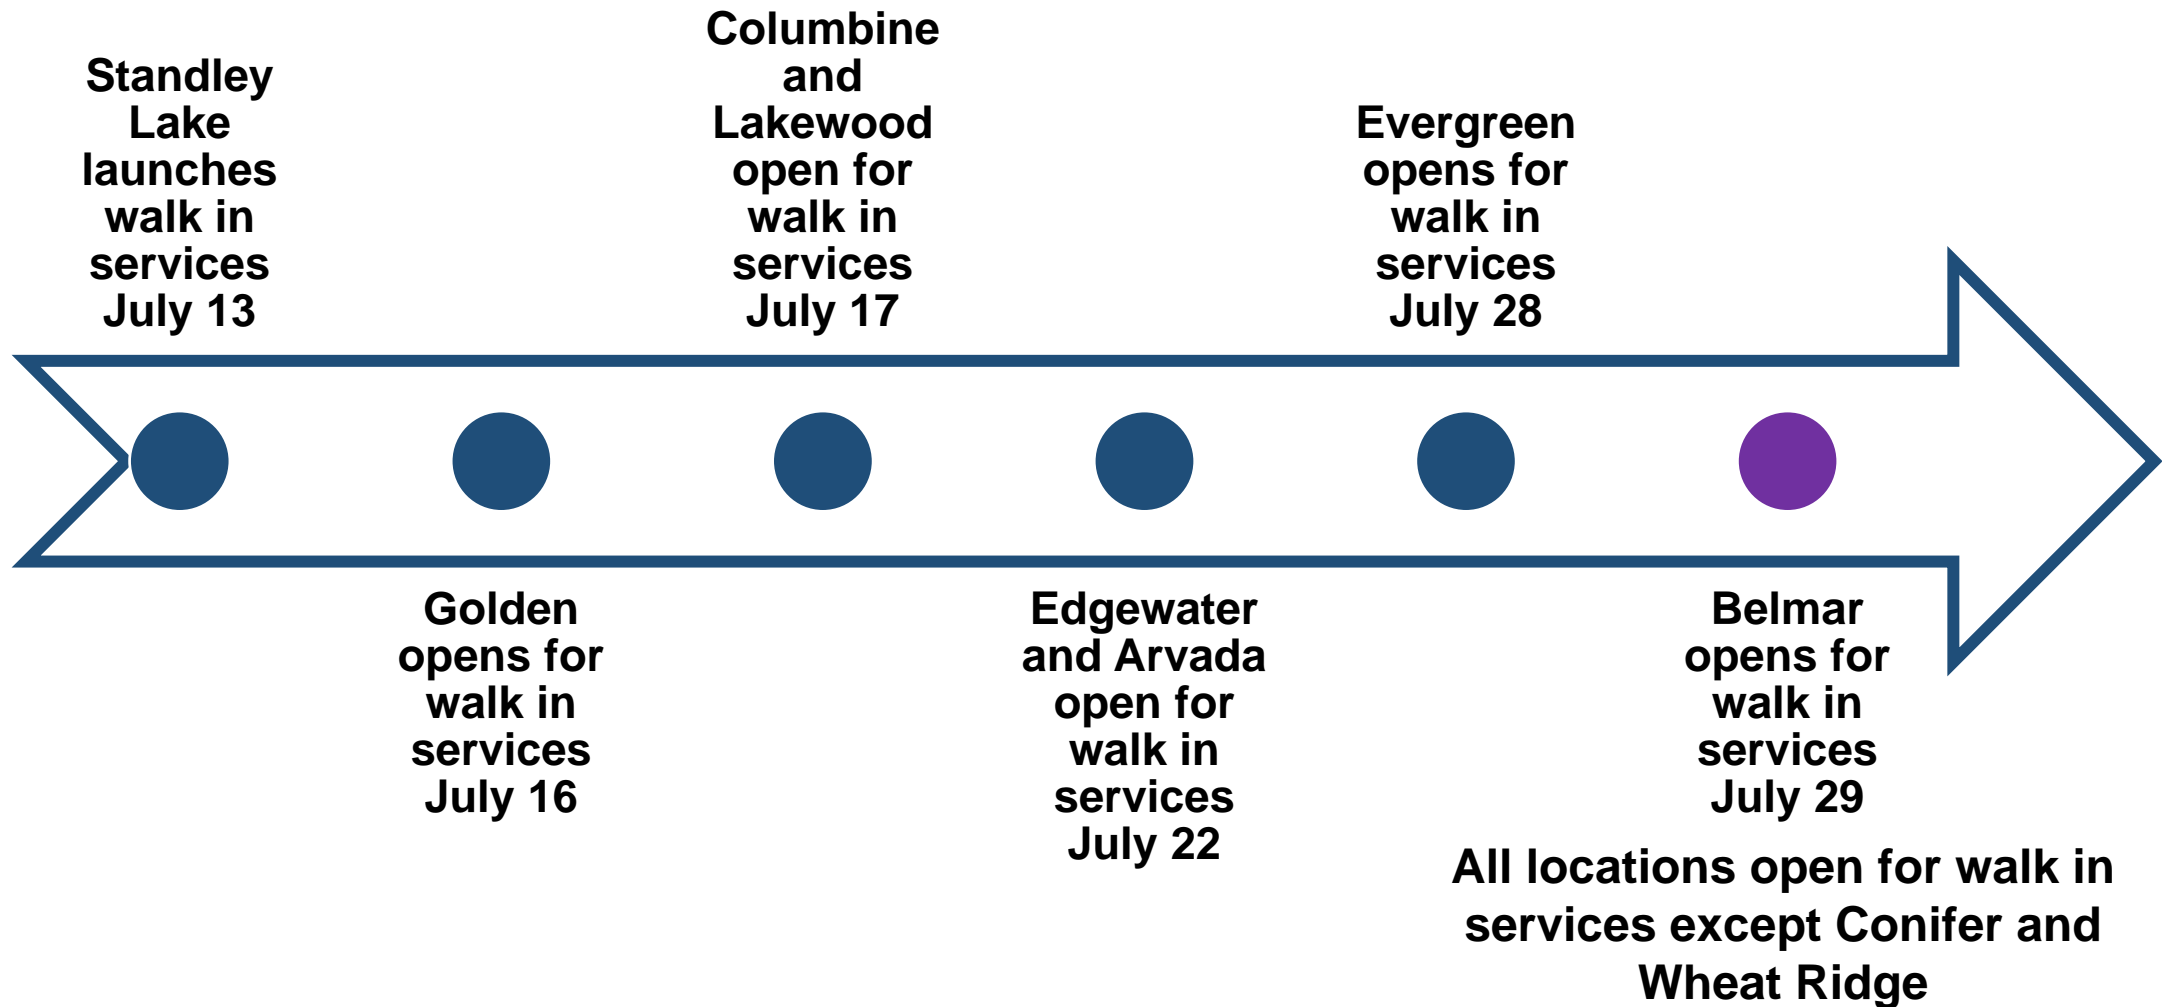 Standley
Lake
launches
walk in
services
July 13
Golden
opens for
walk in
services
July 16
Columbine
and
Lakewood
open for
walk in
services
July 17
Edgewater
and Arvada
open for
walk in
services
July 22
Evergreen
opens for
walk in
services
July 28
Belmar
opens for
walk in
services
July 29
All locations open for walk in
services except Conifer and
Wheat Ridge